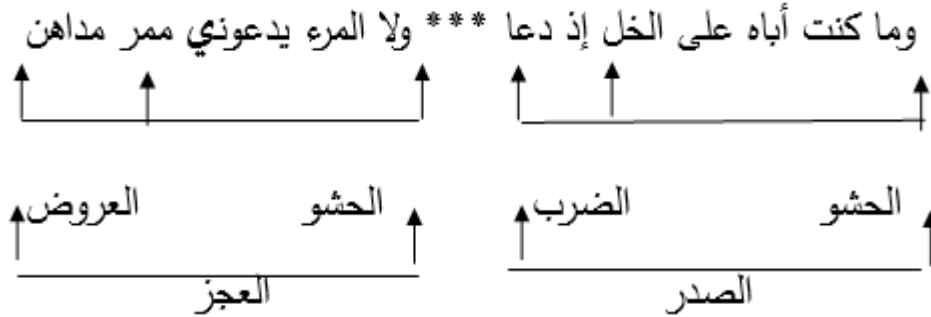 وما كنت أباه على الخل إذ دعا *** ولا المرء يدعوني ممر مداهن
الحشو الضرب الحشو العروض
الصدر العجز